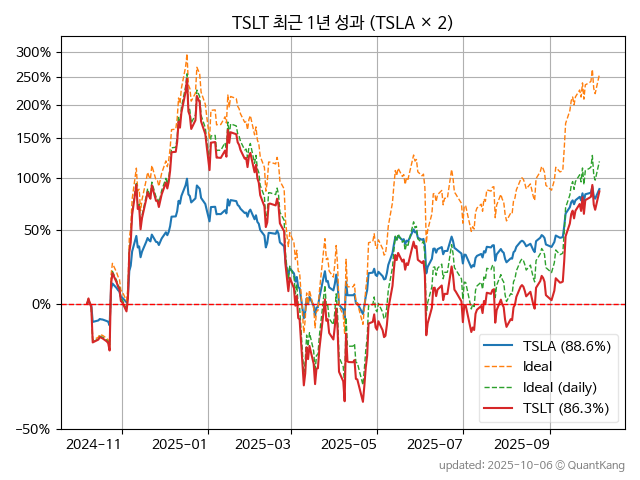 TSLT 최근 1년 성과 (TSLA × 2)
300%
250%
200%
150%
100%
50%
0%
−50%
2024-11
2025-01
2025-03
2025-05
2025-07
2025-09
TSLA (88.6%)
Ideal
Ideal (daily)
TSLT (86.3%)
updated: 2025-10-06 © QuantKang